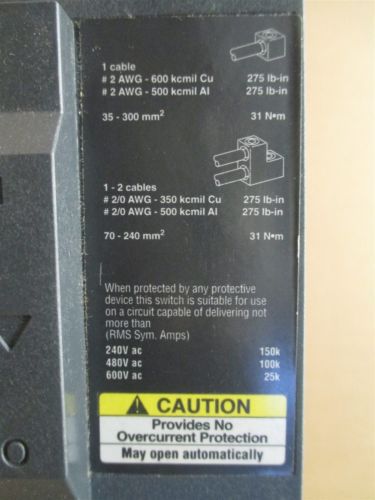 1 cable
# 2 AWG - 600 kcmil Cu 275 lb-in
# 2 AWG - 500 kcmil Al 275 lb-in
35 - 300 mm² 31 N•m
1 - 2 cables
# 2/0 AWG - 350 kcmil Cu 275 lb-in
# 2/0 AWG - 500 kcmil Al 275 lb-in
70 - 240 mm² 31 N•m
When protected by any protective
device this switch is suitable for use
on a circuit capable of delivering not
more than
(RMS Sym. Amps)
240V ac 150k
480V ac 100k
600V ac 25k
CAUTION
Provides No
Overcurrent Protection
May open automatically